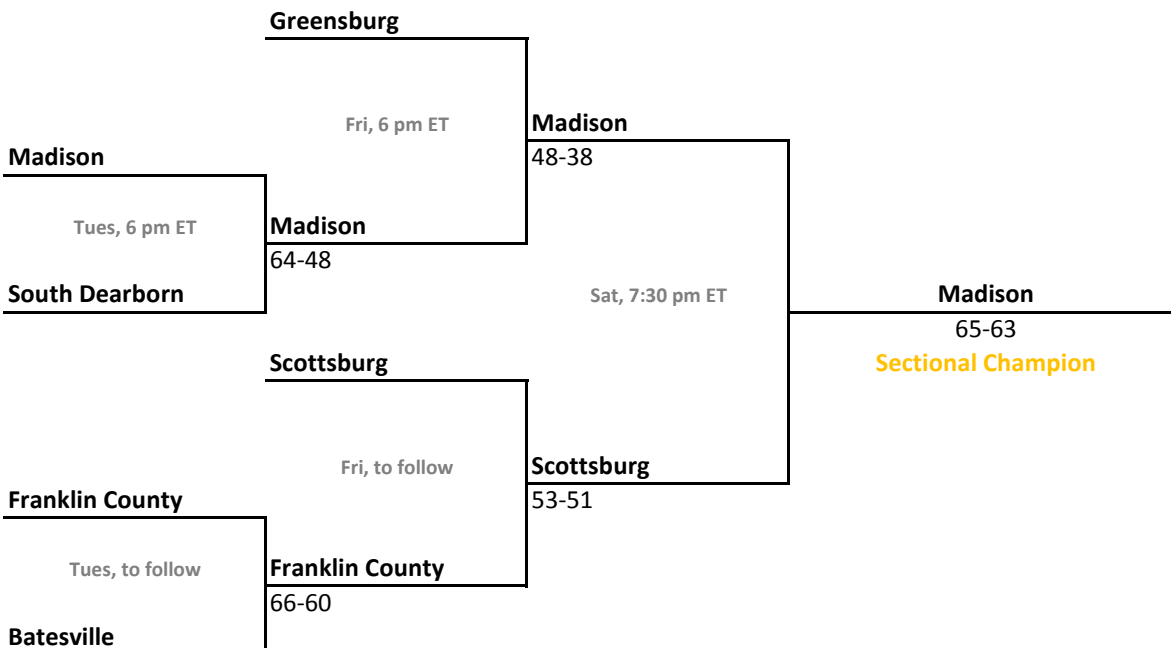 Greensburg
Fri, 6 pm ET
Madison
Madison
48-38
Tues, 6 pm ET
Madison
64-48
South Dearborn
Sat, 7:30 pm ET
Madison
65-63
Scottsburg
Sectional Champion
Fri, to follow
Scottsburg
Franklin County
53-51
Tues, to follow
Franklin County
66-60
Batesville